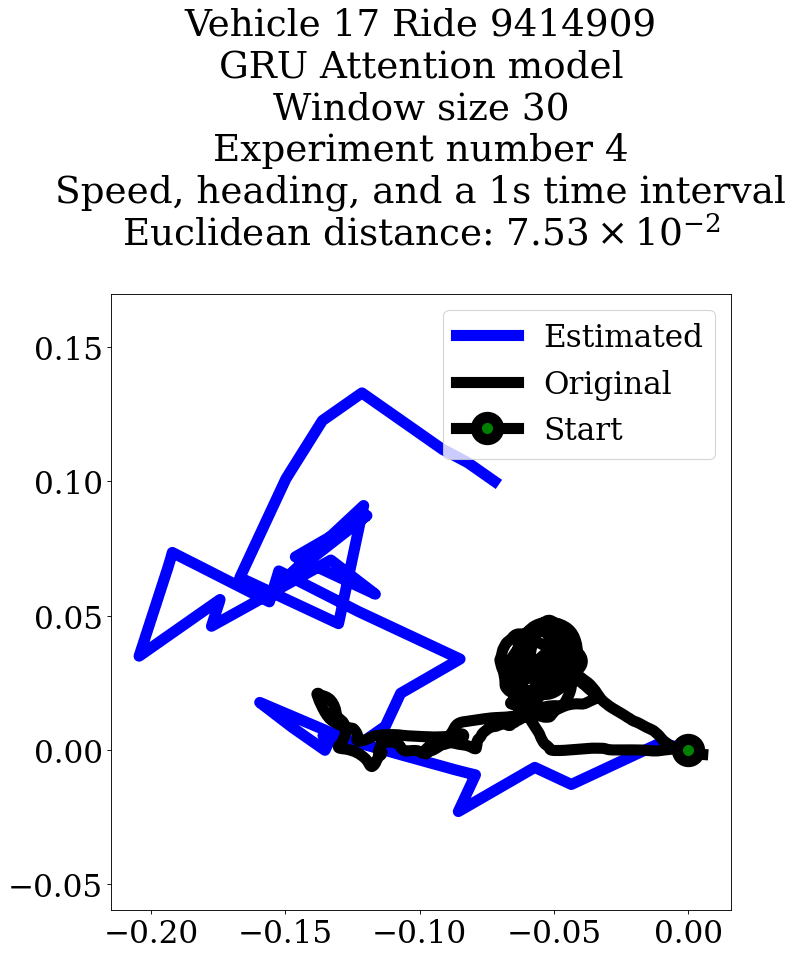 Vehicle 17 Ride 9414909
GRU Attention model
Window size 30
Experiment number 4
Speed, heading, and a 1s time interval
Euclidean distance: 7.53 × 10⁻²
Estimated
Original
Start
0.15
0.10
0.05
0.00
−0.05
−0.20 −0.15 −0.10 −0.05 0.00